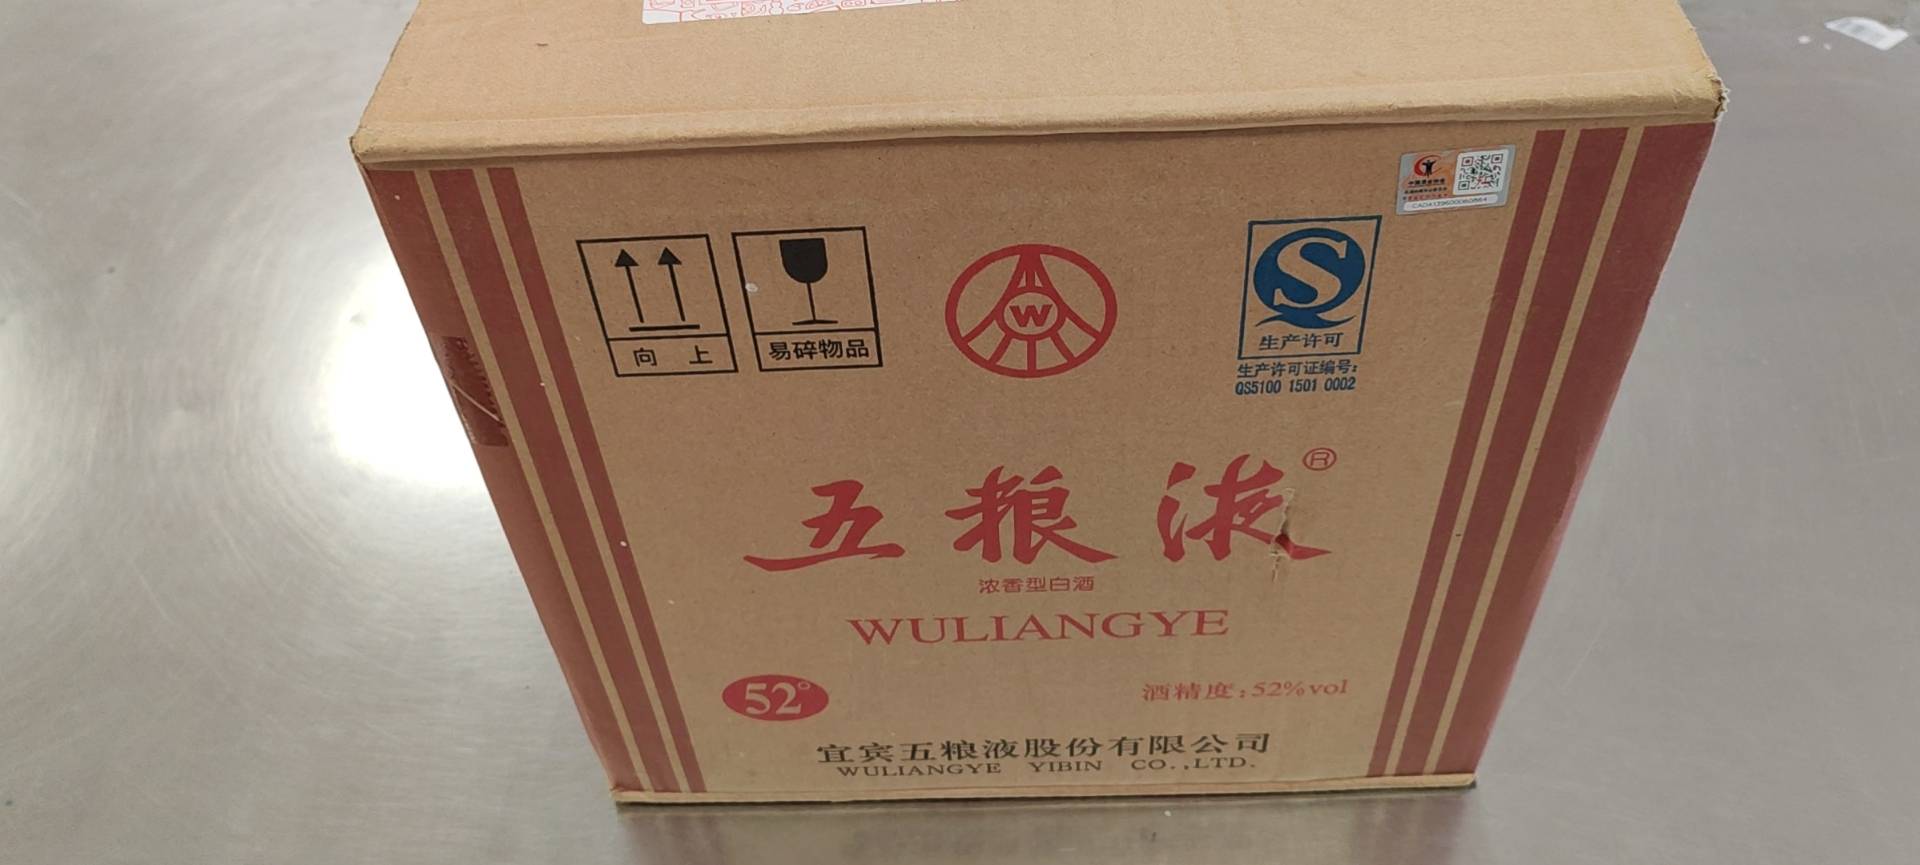 向 上
易碎物品
W
S
生产许可
生产许可证编号:
QS5100 1501 0002
五粮液®
浓香型白酒
WULIANGYE
52°
酒精度:52%vol
宜宾五粮液股份有限公司
WULIANGYE YIBIN CO.,LTD.